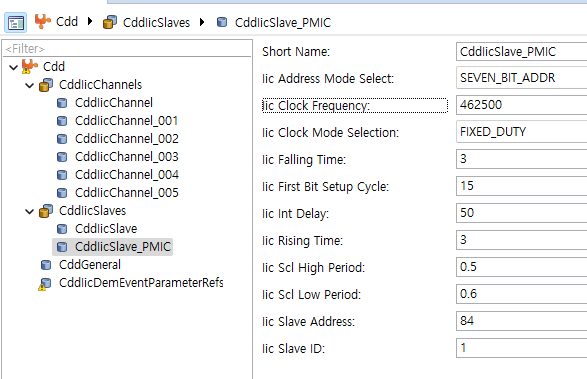 Cdd CddIicSlaves CddIicSlave_PMIC
<Filter>
Cdd
CddIicChannels
CddIicChannel
CddIicChannel_001
CddIicChannel_002
CddIicChannel_003
CddIicChannel_004
CddIicChannel_005
CddIicSlaves
CddIicSlave
CddIicSlave_PMIC
CddGeneral
CddIicDemEventParameterRefs
Short Name: CddIicSlave_PMIC
Iic Address Mode Select: SEVEN_BIT_ADDR
Iic Clock Frequency: 462500
Iic Clock Mode Selection: FIXED_DUTY
Iic Falling Time: 3
Iic First Bit Setup Cycle: 15
Iic Int Delay: 50
Iic Rising Time: 3
Iic Scl High Period: 0.5
Iic Scl Low Period: 0.6
Iic Slave Address: 84
Iic Slave ID: 1